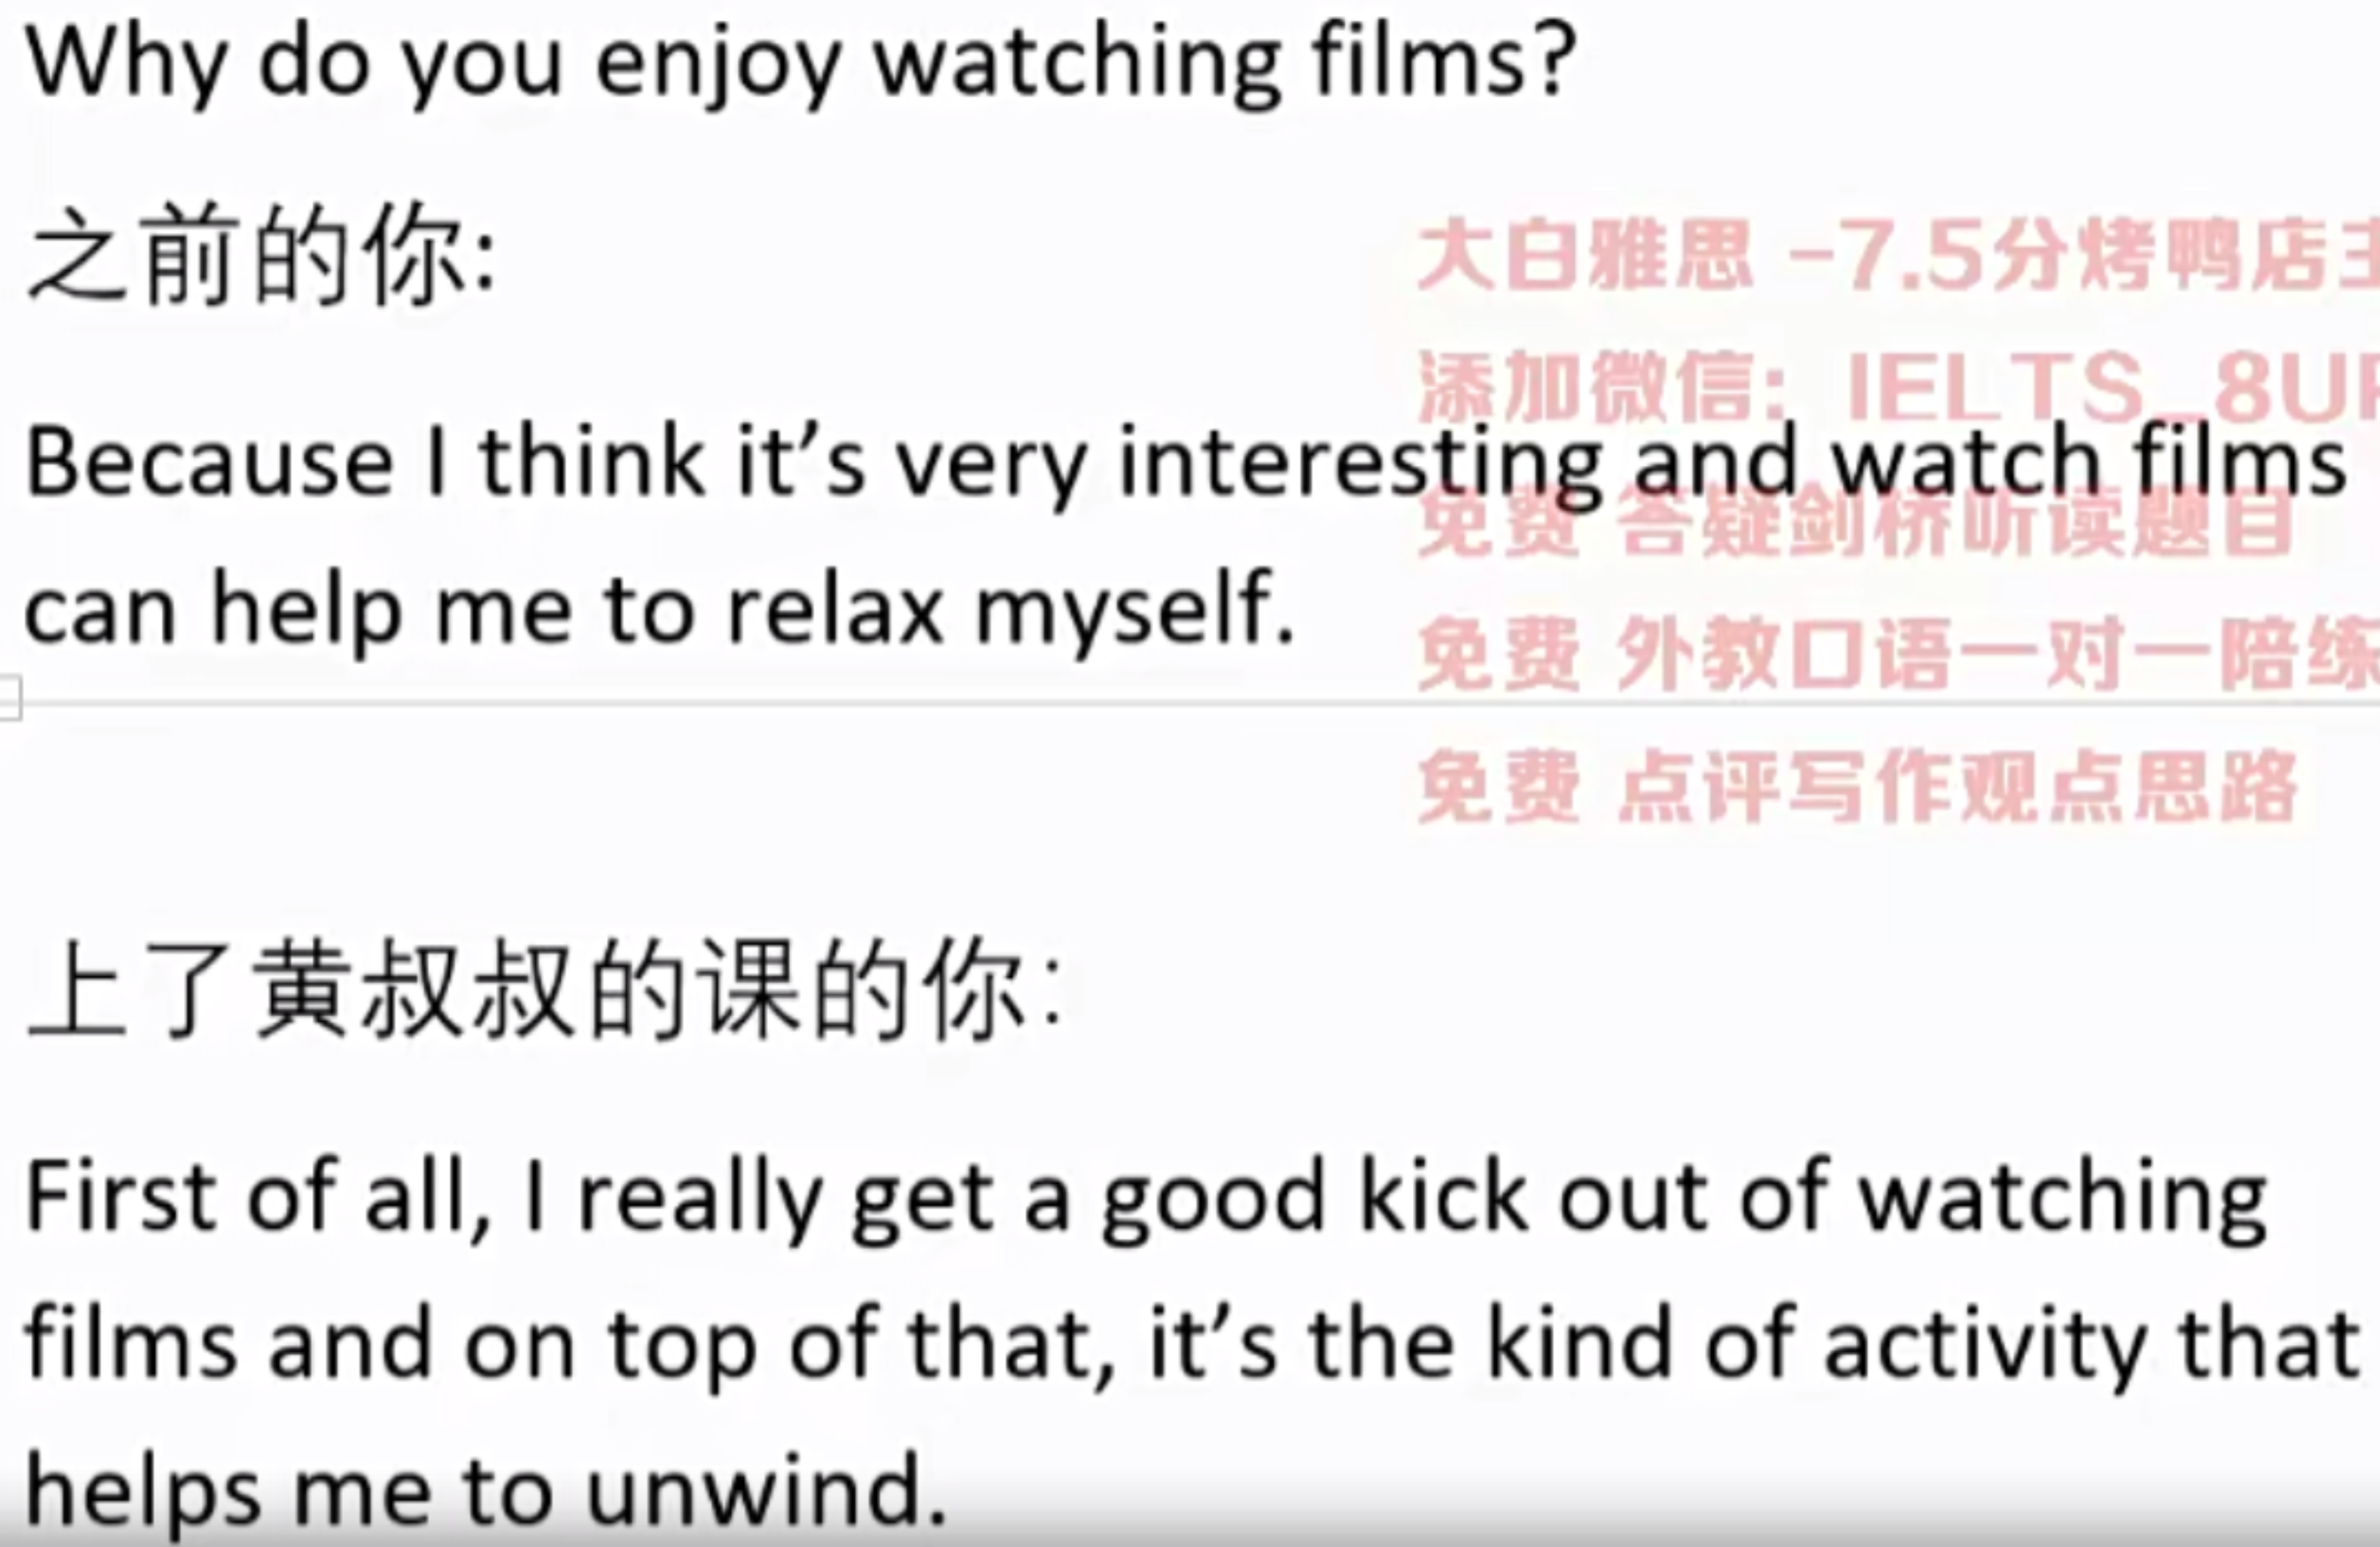 Why do you enjoy watching films?
之前的你:
大白雅思 -7.5分烤鸭店
添加微信: IELTS_8U
Because I think it’s very interesting and watch films
免费 答疑剑桥听读题目
can help me to relax myself.
免费 外教口语一对一陪练
免费 点评写作观点思路
上了黄叔叔的课的你:
First of all, I really get a good kick out of watching
films and on top of that, it’s the kind of activity that
helps me to unwind.